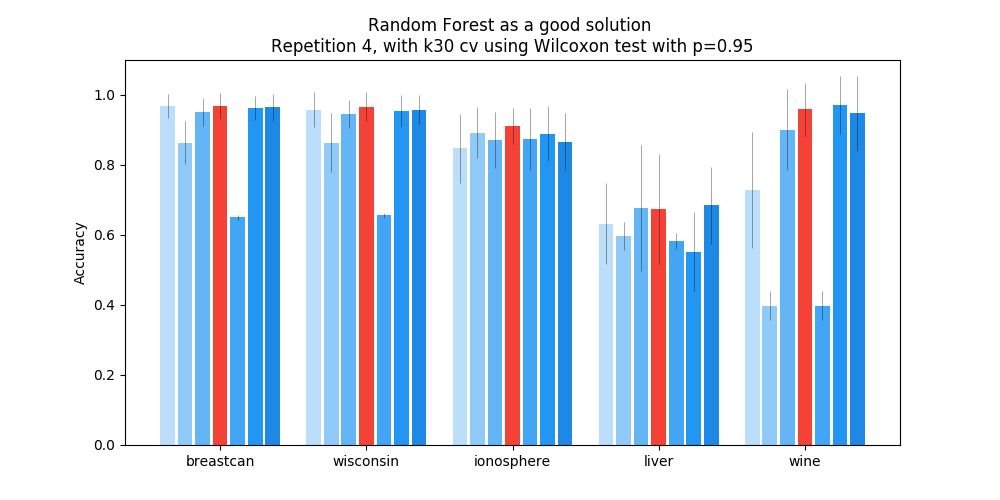 Random Forest as a good solution
Repetition 4, with k30 cv using Wilcoxon test with p=0.95
1.0
0.8
0.6
0.4
0.2
0.0
Accuracy
breastcan
wisconsin
ionosphere
liver
wine